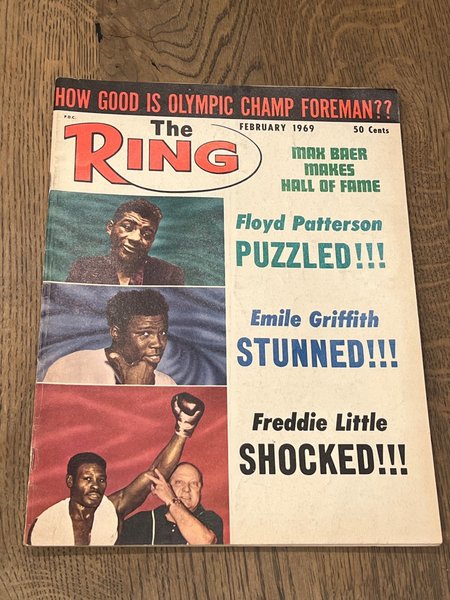 HOW GOOD IS OLYMPIC CHAMP FOREMAN??
P.D.C.
The
RING
FEBRUARY 1969
50 Cents
MAX BAER
MAKES
HALL OF FAME
Floyd Patterson
PUZZLED!!!
Emile Griffith
STUNNED!!!
Freddie Little
SHOCKED!!!